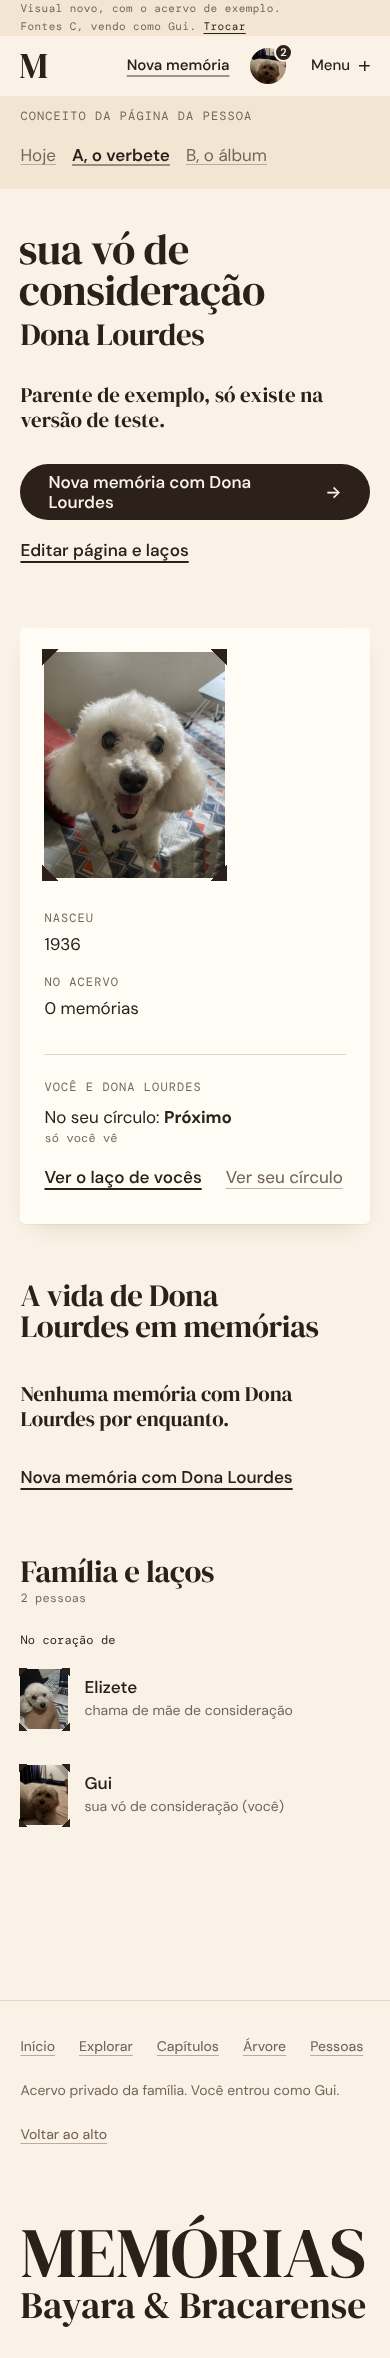 Visual novo, com o acervo de exemplo.
Fontes C, vendo como Gui. Trocar
M
Nova memória
2
Menu +
CONCEITO DA PÁGINA DA PESSOA
Hoje A, o verbete B, o álbum
sua vó de
consideração
Dona Lourdes
Parente de exemplo, só existe na
versão de teste.
Nova memória com Dona
Lourdes →
Editar página e laços
NASCEU
1936
NO ACERVO
0 memórias
VOCÊ E DONA LOURDES
No seu círculo: Próximo
só você vê
Ver o laço de vocês Ver seu círculo
A vida de Dona
Lourdes em memórias
Nenhuma memória com Dona
Lourdes por enquanto.
Nova memória com Dona Lourdes
Família e laços
2 pessoas
No coração de
Elizete
chama de mãe de consideração
Gui
sua vó de consideração (você)
Início Explorar Capítulos Árvore Pessoas
Acervo privado da família. Você entrou como Gui.
Voltar ao alto
MEMÓRIAS
Bayara & Bracarense